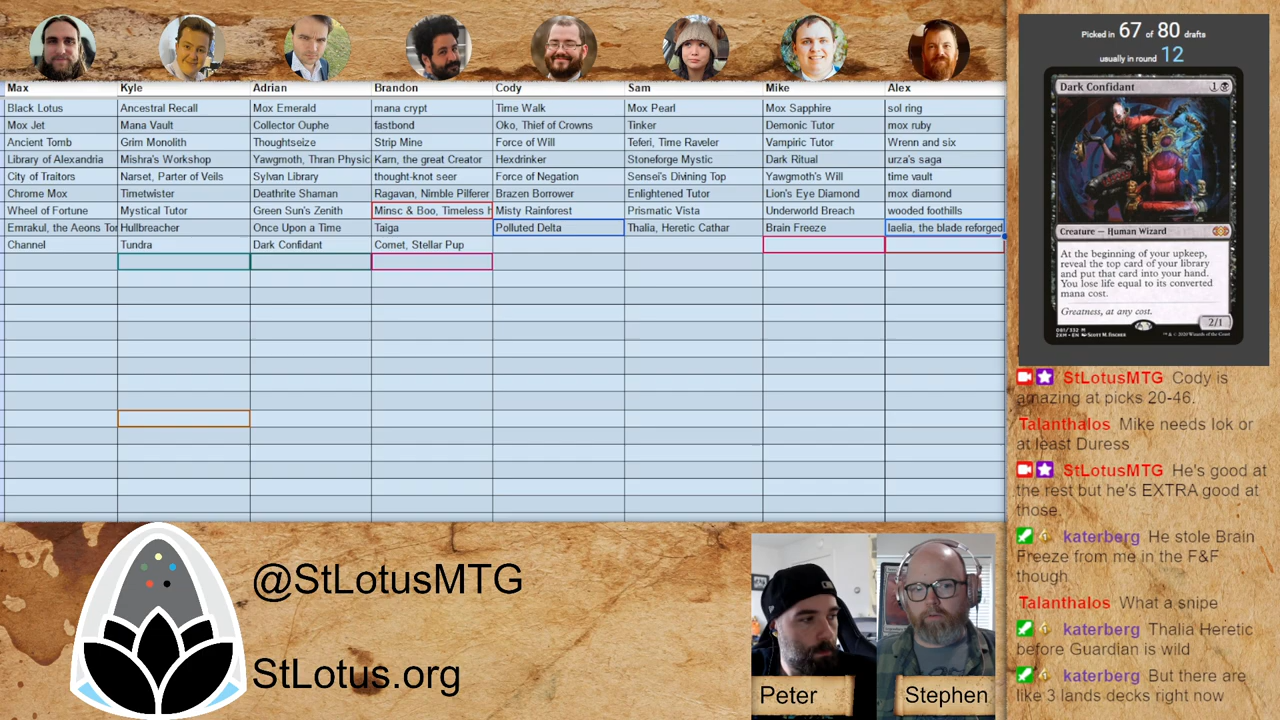 Max Kyle Adrian Brandon Cody Sam Mike Alex
Black Lotus Ancestral Recall Mox Emerald mana crypt Time Walk Mox Pearl Mox Sapphire sol ring
Mox Jet Mana Vault Collector Ouphe fastbond Oko, Thief of Crowns Tinker Demonic Tutor mox ruby
Ancient Tomb Grim Monolith Thoughtseize Strip Mine Force of Will Teferi, Time Raveler Vampiric Tutor Wrenn and six
Library of Alexandria Mishra's Workshop Yawgmoth, Thran Physic Karn, the great Creator Hexdrinker Stoneforge Mystic Dark Ritual urza's saga
City of Traitors Narset, Parter of Veils Sylvan Library thought-knot seer Force of Negation Sensei's Divining Top Yawgmoth's Will time vault
Chrome Mox Timetwister Deathrite Shaman Ragavan, Nimble Pilferer Brazen Borrower Enlightened Tutor Lion's Eye Diamond mox diamond
Wheel of Fortune Mystical Tutor Green Sun's Zenith Minsc & Boo, Timeless H Misty Rainforest Prismatic Vista Underworld Breach wooded foothills
Emrakul, the Aeons Tor Hullbreacher Once Upon a Time Taiga Polluted Delta Thalia, Heretic Cathar Brain Freeze laelia, the blade reforged
Channel Tundra Dark Confidant Comet, Stellar Pup
Picked in 67 of 80 drafts
usually in round 12
Dark Confidant 1
Creature — Human Wizard
At the beginning of your upkeep,
reveal the top card of your library
and put that card into your hand.
You lose life equal to its converted
mana cost.
Greatness, at any cost.
2/1
StLotusMTG Cody is
amazing at picks 20-46.
Talanthalos Mike needs lok or
at least Duress
StLotusMTG He's good at
the rest but he's EXTRA good at
those.
katerberg He stole Brain
Freeze from me in the F&F
though
Talanthalos What a snipe
katerberg Thalia Heretic
before Guardian is wild
katerberg But there are
like 3 lands decks right now
@StLotusMTG
StLotus.org
Peter
Stephen